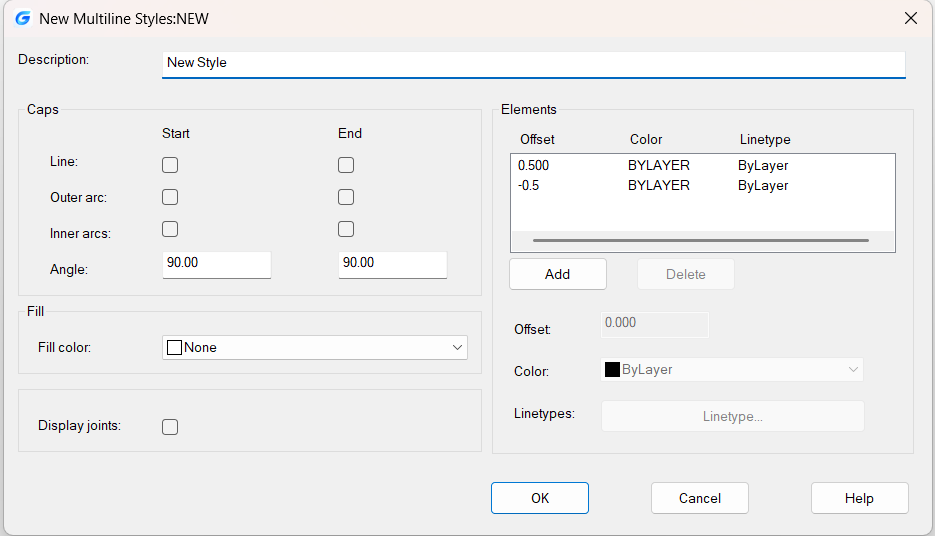 New Multiline Styles:NEW
Description: New Style
Caps
Start End
Line:
Outer arc:
Inner arcs:
Angle: 90.00 90.00
Fill
Fill color: None
Display joints:
Elements
Offset Color Linetype
0.500 BYLAYER ByLayer
-0.5 BYLAYER ByLayer
Add Delete
Offset: 0.000
Color: ByLayer
Linetypes: Linetype...
OK Cancel Help